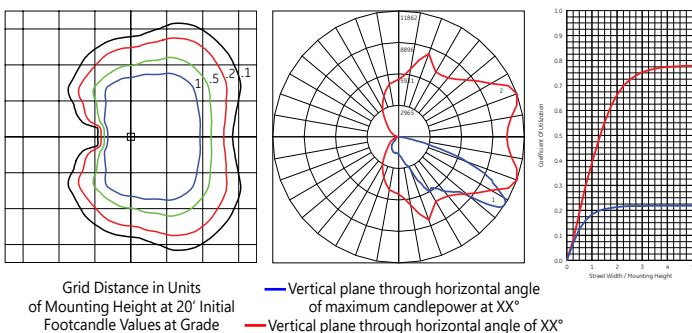 1 .5 .2 .1
11862
8896
5931
2965
2
1
Coefficient Of Utilization
1.0
0.9
0.8
0.7
0.6
0.5
0.4
0.3
0.2
0.1
0.0
0 1 2 3 4 5
Street Width / Mounting Height
Grid Distance in Units
of Mounting Height at 20' Initial
Footcandle Values at Grade
Vertical plane through horizontal angle
of maximum candlepower at XX°
Vertical plane through horizontal angle of XX°